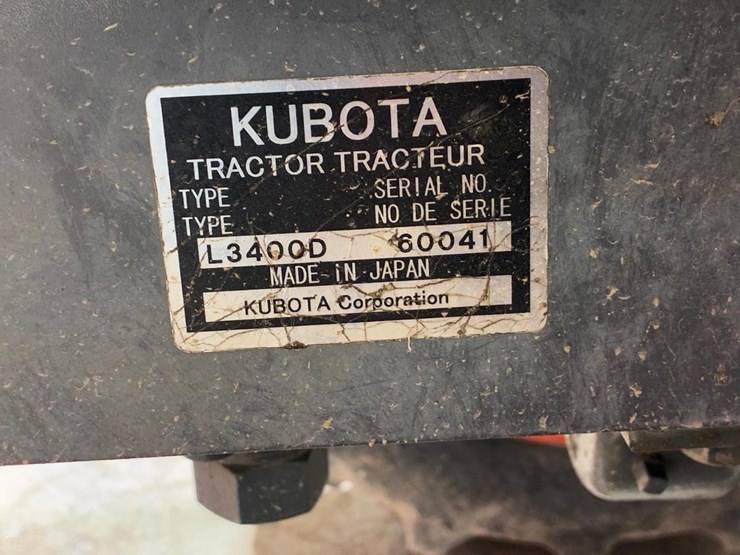 KUBOTA
TRACTOR TRACTEUR
TYPE SERIAL NO.
TYPE NO DE SERIE
L3400D 60041
MADE IN JAPAN
KUBOTA Corporation